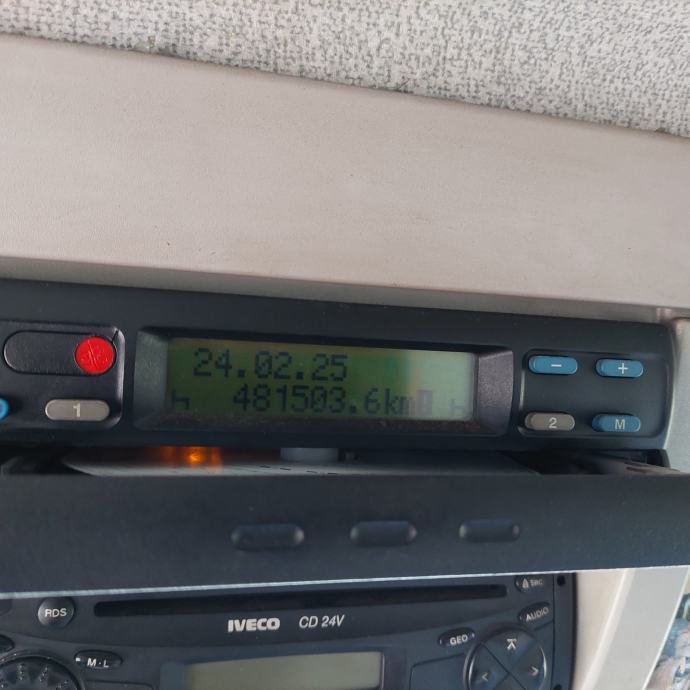 24.02.25
481503.6km
1
-
+
2
M
RDS
IVECO CD 24V
SRC
AUDIO
GEO
M·L